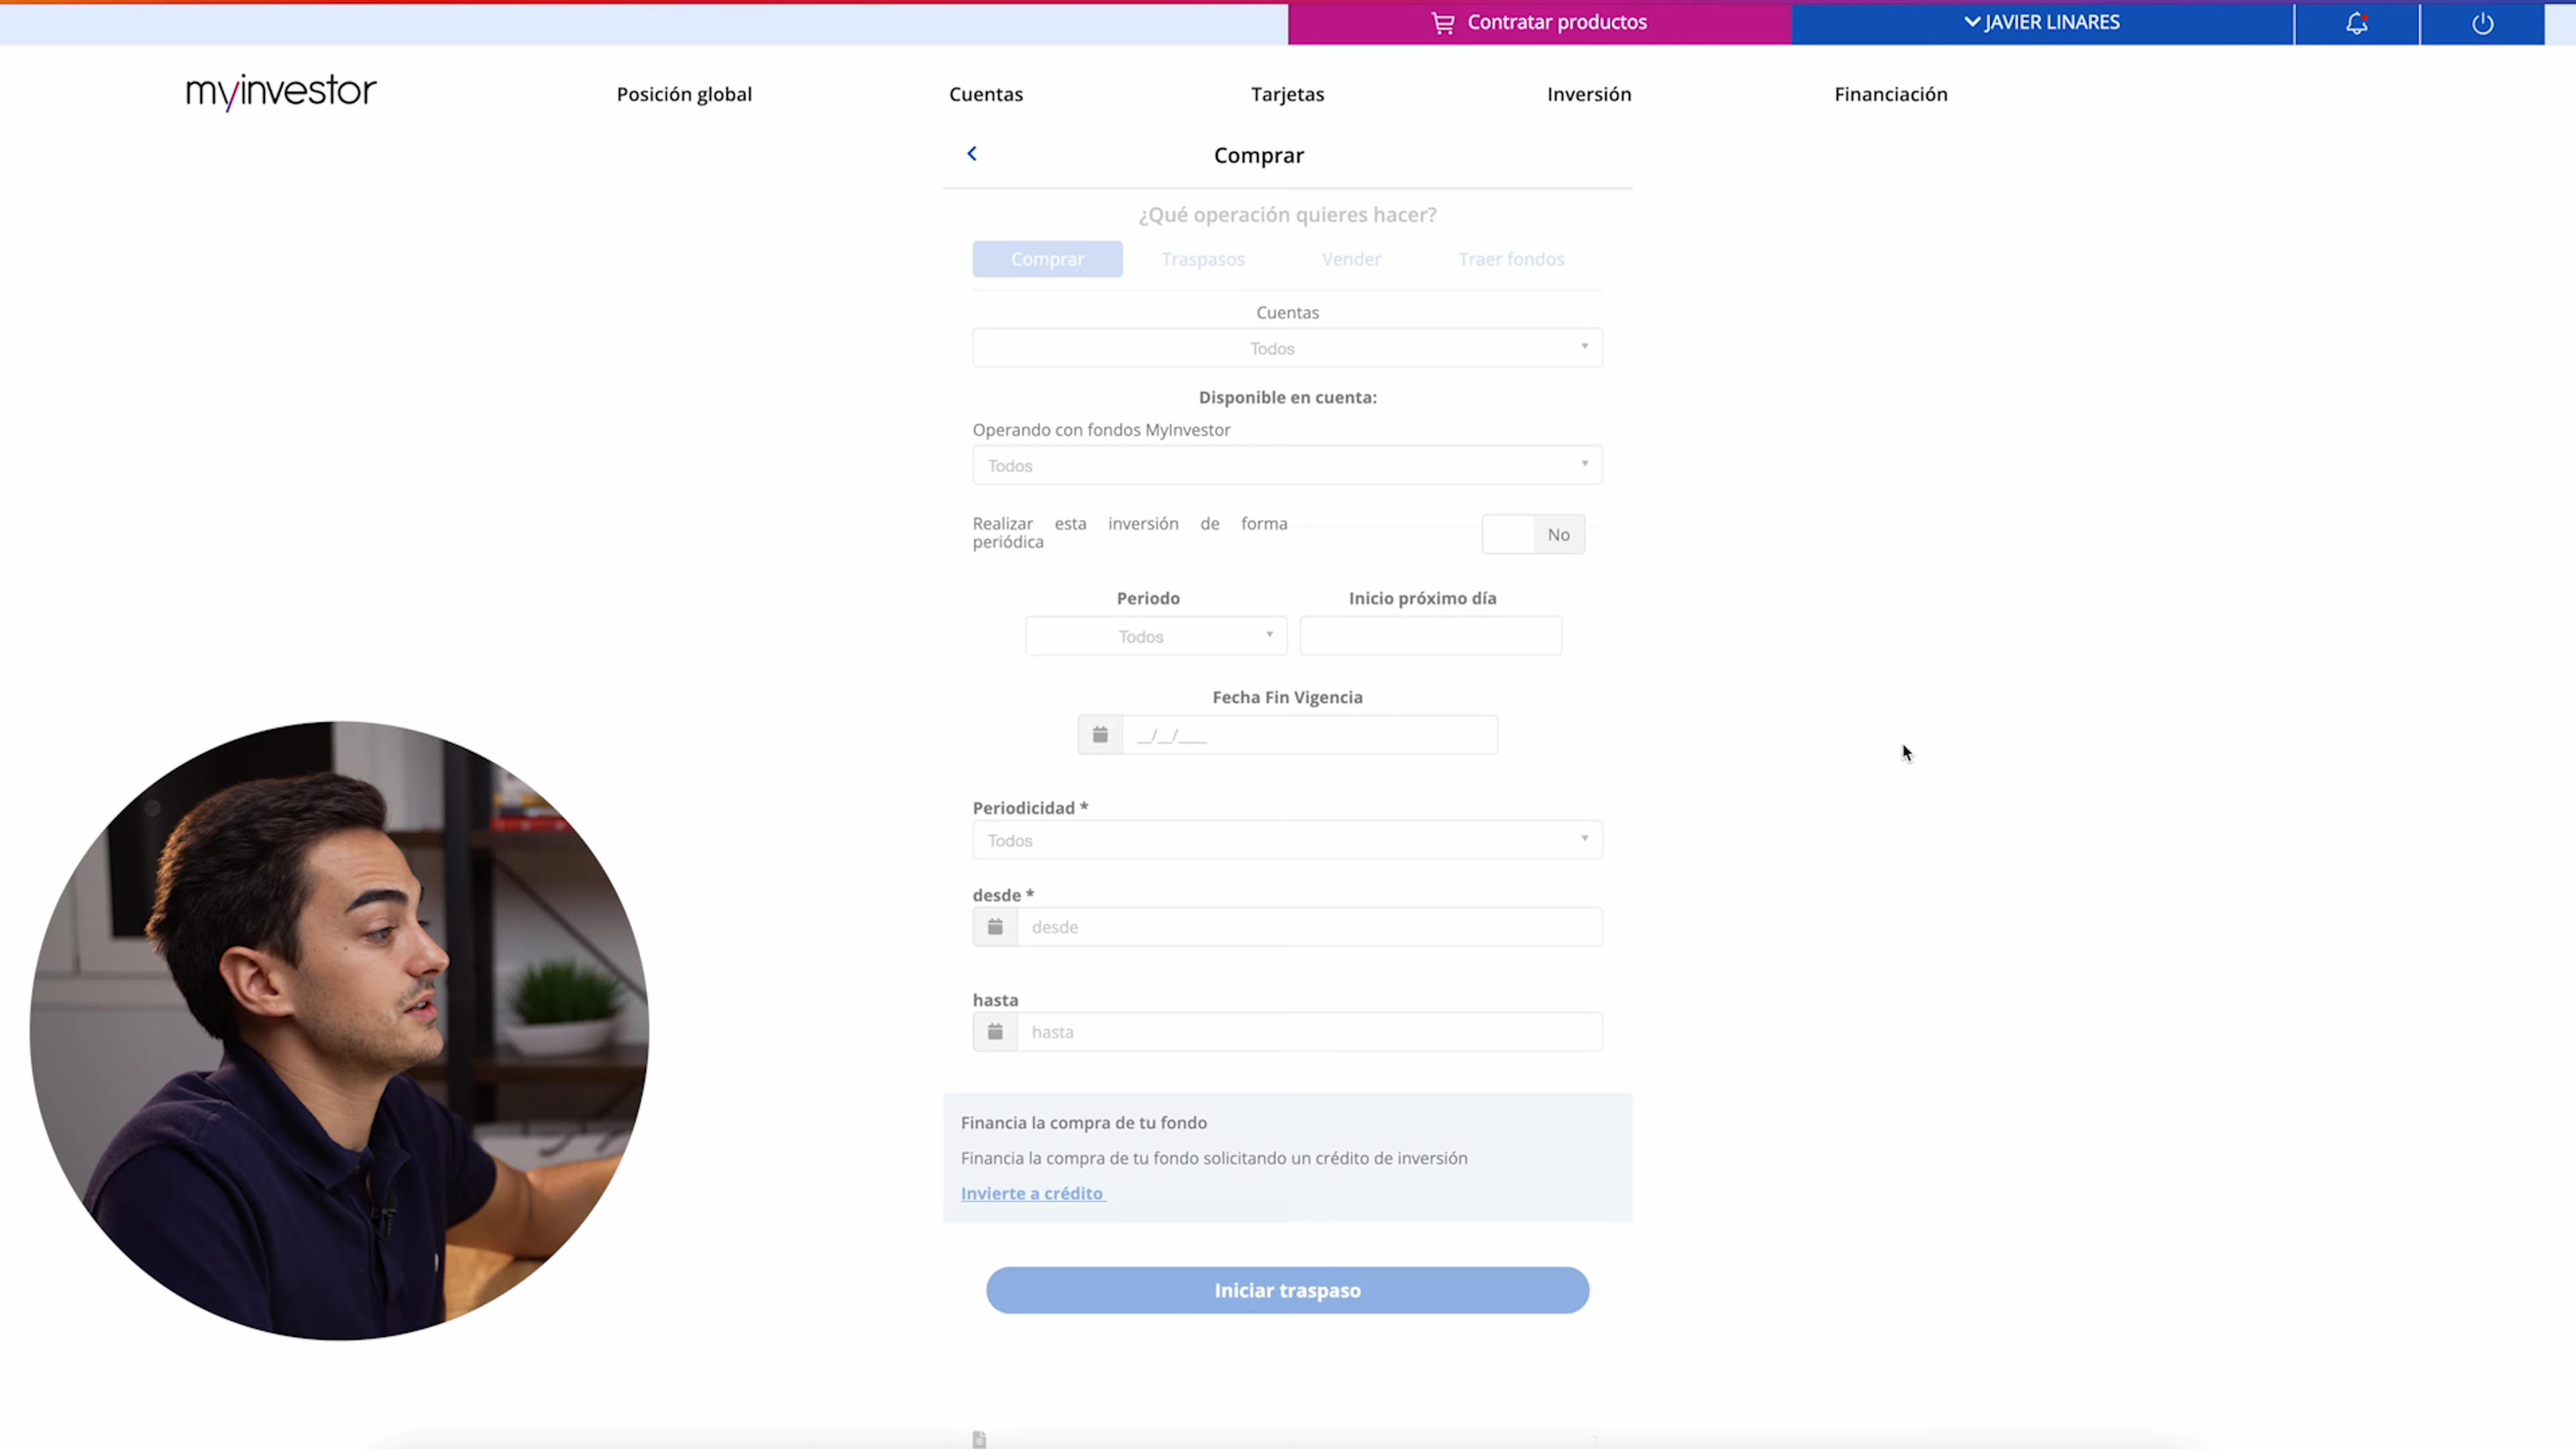 Contratar productos
JAVIER LINARES
myinvestor
Posición global
Cuentas
Tarjetas
Inversión
Financiación
Comprar
¿Qué operación quieres hacer?
Comprar
Traspasos
Vender
Traer fondos
Cuentas
Todos
Disponible en cuenta:
Operando con fondos MyInvestor
Todos
Realizar esta inversión de forma
periódica
No
Periodo
Inicio próximo día
Todos
Fecha Fin Vigencia
__/__/____
Periodicidad *
Todos
desde *
desde
hasta
hasta
Financia la compra de tu fondo
Financia la compra de tu fondo solicitando un crédito de inversión
Invierte a crédito
Iniciar traspaso